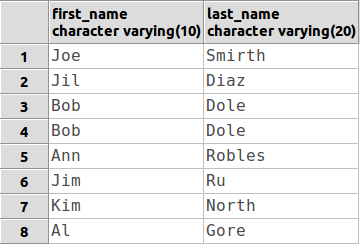 first_name last_name
character varying(10) character varying(20)
1 Joe Smirth
2 Jil Diaz
3 Bob Dole
4 Bob Dole
5 Ann Robles
6 Jim Ru
7 Kim North
8 Al Gore